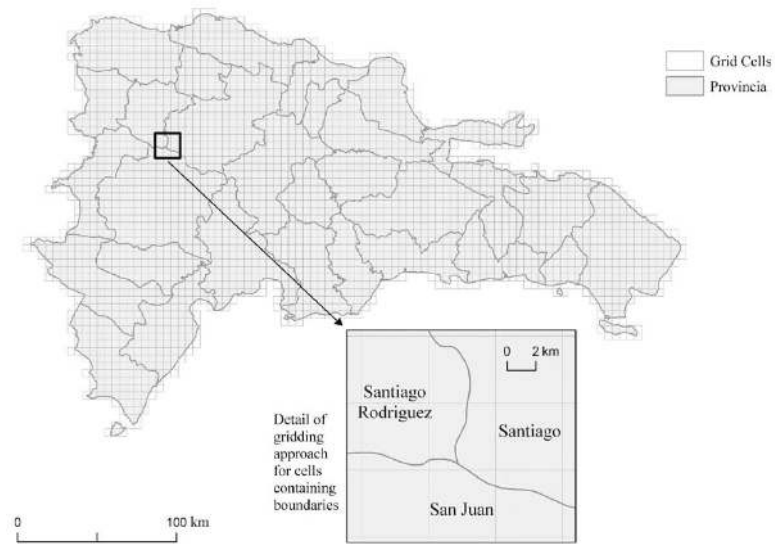 Grid Cells
Provincia
0 2 km
Santiago
Rodriguez
Santiago
San Juan
Detail of
gridding
approach
for cells
containing
boundaries
0 100 km